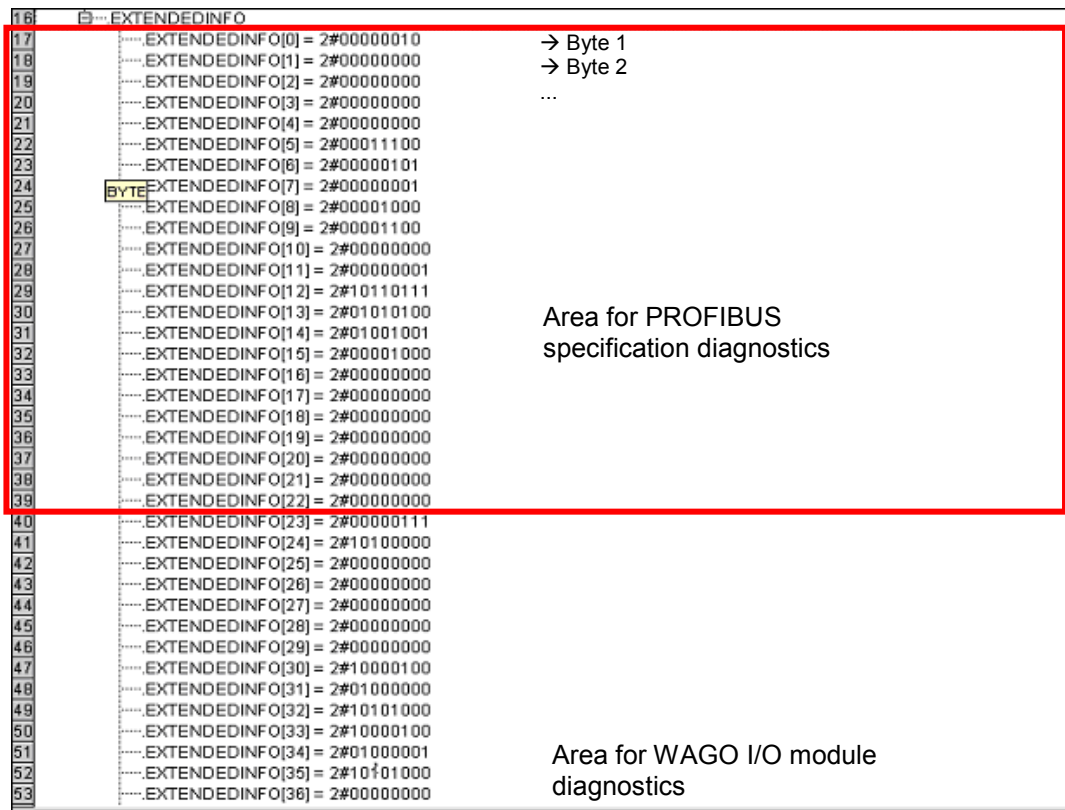 16 .EXTENDEDINFO
17 .EXTENDEDINFO[0] = 2#00000010 → Byte 1
18 .EXTENDEDINFO[1] = 2#00000000 → Byte 2
19 .EXTENDEDINFO[2] = 2#00000000
20 .EXTENDEDINFO[3] = 2#00000000 ...
21 .EXTENDEDINFO[4] = 2#00000000
22 .EXTENDEDINFO[5] = 2#00011100
23 .EXTENDEDINFO[6] = 2#00000101
24 BYTE EXTENDEDINFO[7] = 2#00000001
25 .EXTENDEDINFO[8] = 2#00001000
26 .EXTENDEDINFO[9] = 2#00001100
27 .EXTENDEDINFO[10] = 2#00000000
28 .EXTENDEDINFO[11] = 2#00000001
29 .EXTENDEDINFO[12] = 2#10110111
30 .EXTENDEDINFO[13] = 2#01010100 Area for PROFIBUS
31 .EXTENDEDINFO[14] = 2#01001001
32 .EXTENDEDINFO[15] = 2#00001000 specification diagnostics
33 .EXTENDEDINFO[16] = 2#00000000
34 .EXTENDEDINFO[17] = 2#00000000
35 .EXTENDEDINFO[18] = 2#00000000
36 .EXTENDEDINFO[19] = 2#00000000
37 .EXTENDEDINFO[20] = 2#00000000
38 .EXTENDEDINFO[21] = 2#00000000
39 .EXTENDEDINFO[22] = 2#00000000
40 .EXTENDEDINFO[23] = 2#00000111
41 .EXTENDEDINFO[24] = 2#10100000
42 .EXTENDEDINFO[25] = 2#00000000
43 .EXTENDEDINFO[26] = 2#00000000
44 .EXTENDEDINFO[27] = 2#00000000
45 .EXTENDEDINFO[28] = 2#00000000
46 .EXTENDEDINFO[29] = 2#00000000
47 .EXTENDEDINFO[30] = 2#10000100
48 .EXTENDEDINFO[31] = 2#01000000
49 .EXTENDEDINFO[32] = 2#10101000
50 .EXTENDEDINFO[33] = 2#10000100
51 .EXTENDEDINFO[34] = 2#01000001 Area for WAGO I/O module
52 .EXTENDEDINFO[35] = 2#10101000
53 .EXTENDEDINFO[36] = 2#00000000 diagnostics